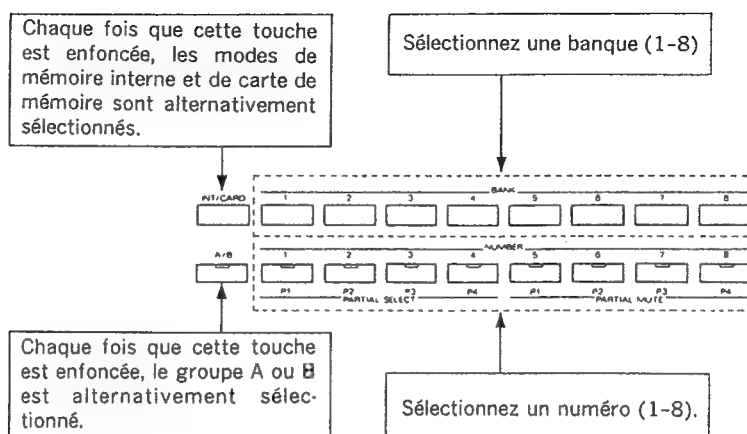 Chaque fois que cette touche
est enfoncée, les modes de
mémoire interne et de carte de
mémoire sont alternativement
sélectionnés.
Sélectionnez une banque (1-8)
INT/CARD
BANK
1 2 3 4 5 6 7 8
A/B
NUMBER
1 2 3 4 5 6 7 8
P1 P2 P3 P4 P1 P2 P3 P4
PARTIAL SELECT PARTIAL MUTE
Chaque fois que cette touche
est enfoncée, le groupe A ou B
est alternativement sélec-
tionné.
Sélectionnez un numéro (1-8).